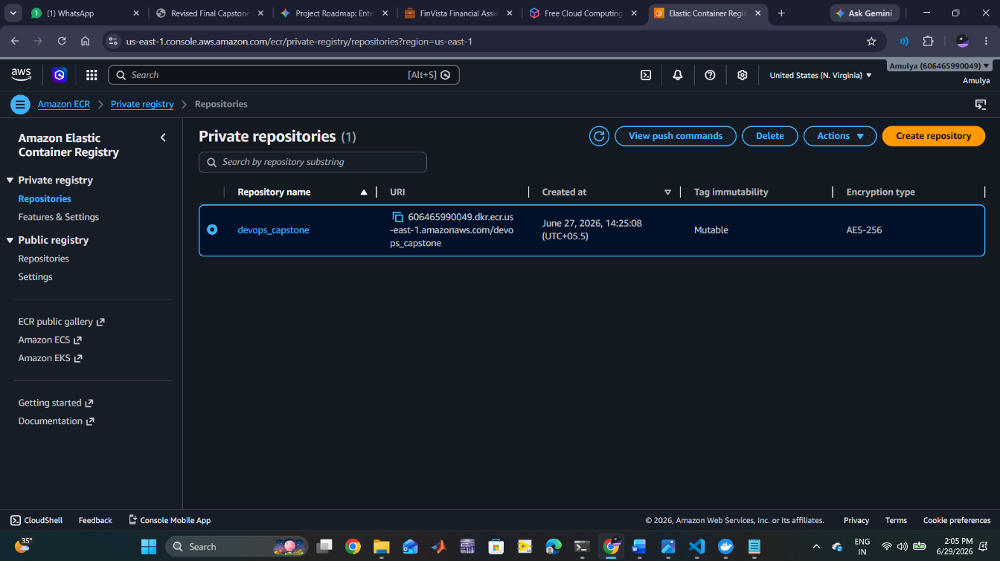 (1) WhatsApp
Revised Final Capstone
Project Roadmap: Ente
FinVista Financial Assis
Free Cloud Computing
Elastic Container Regis
Ask Gemini
us-east-1.console.aws.amazon.com/ecr/private-registry/repositories?region=us-east-1
aws
Search
[Alt+S]
United States (N. Virginia) ▼
Amulya (606465990049) ▼
Amulya
Amazon ECR > Private registry > Repositories
Amazon Elastic
Container Registry
Private registry
Repositories
Features & Settings
Public registry
Repositories
Settings
ECR public gallery
Amazon ECS
Amazon EKS
Getting started
Documentation
Private repositories (1)
View push commands
Delete
Actions ▼
Create repository
Search by repository substring
Repository name
URI
Created at
Tag immutability
Encryption type
devops_capstone
606465990049.dkr.ecr.us
-east-1.amazonaws.com/devo
ps_capstone
June 27, 2026, 14:25:08
(UTC+05.5)
Mutable
AES-256
CloudShell
Feedback
Console Mobile App
© 2026, Amazon Web Services, Inc. or its affiliates.
Privacy
Terms
Cookie preferences
35°
Search
ENG
IN
2:05 PM
6/29/2026